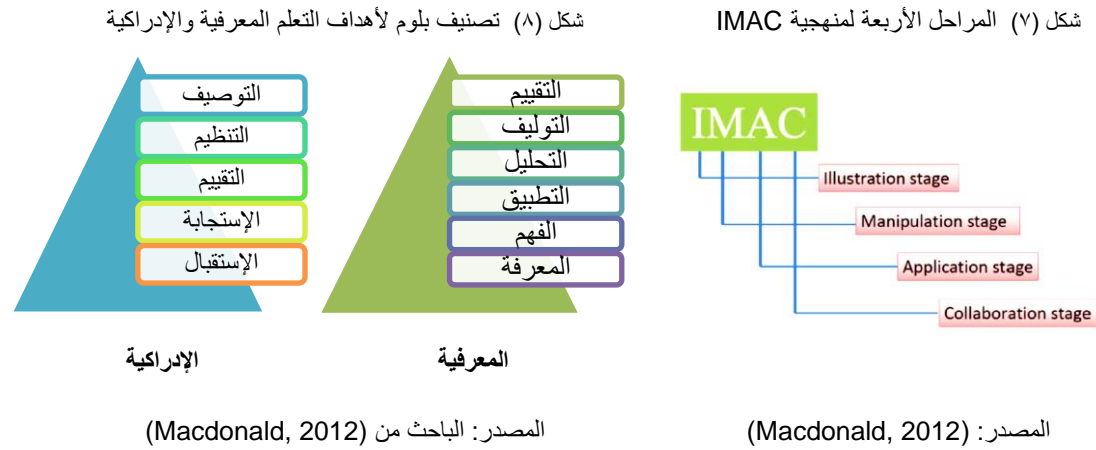 شكل (٧) المراحل الأربعة لمنهجية IMAC
IMAC
Illustration stage
Manipulation stage
Application stage
Collaboration stage
المصدر: (Macdonald, 2012)
شكل (٨) تصنيف بلوم لأهداف التعلم المعرفية والإدراكية
التقييم
التوليف
التحليل
التطبيق
الفهم
المعرفة
المعرفية
التوصيف
التنظيم
التقييم
الإستجابة
الإستقبال
الإدراكية
المصدر: الباحث من (Macdonald, 2012)